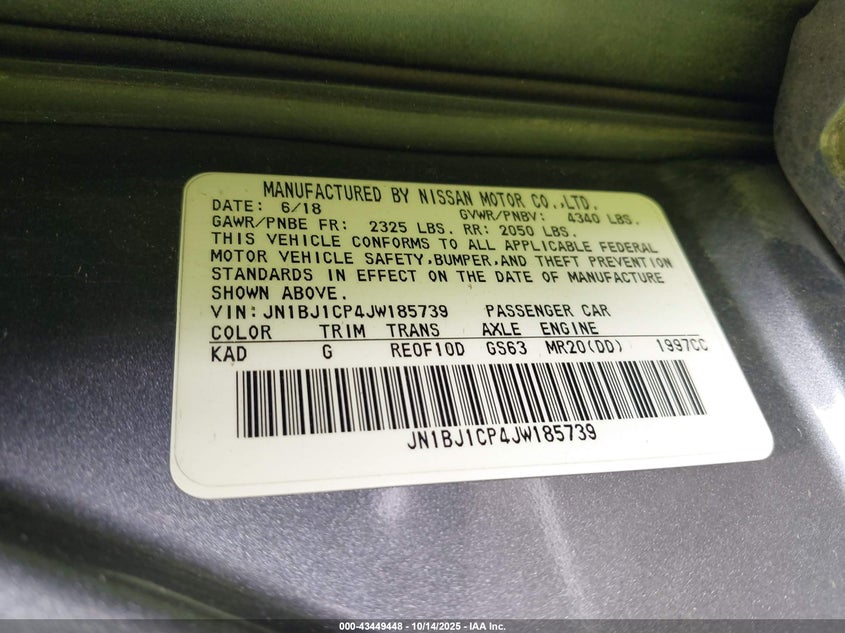 MANUFACTURED BY NISSAN MOTOR CO.,LTD.
DATE: 6/18 GVWR/PNBV: 4340 LBS.
GAWR/PNBE FR: 2325 LBS. RR: 2050 LBS.
THIS VEHICLE CONFORMS TO ALL APPLICABLE FEDERAL
MOTOR VEHICLE SAFETY,BUMPER,AND THEFT PREVENTION
STANDARDS IN EFFECT ON THE DATE OF MANUFACTURE
SHOWN ABOVE.
VIN: JN1BJ1CP4JW185739 PASSENGER CAR
COLOR TRIM TRANS AXLE ENGINE
KAD G RE0F10D GS63 MR20(DD) 1997CC
JN1BJ1CP4JW185739
000-43449448 - 10/14/2025 - IAA Inc.